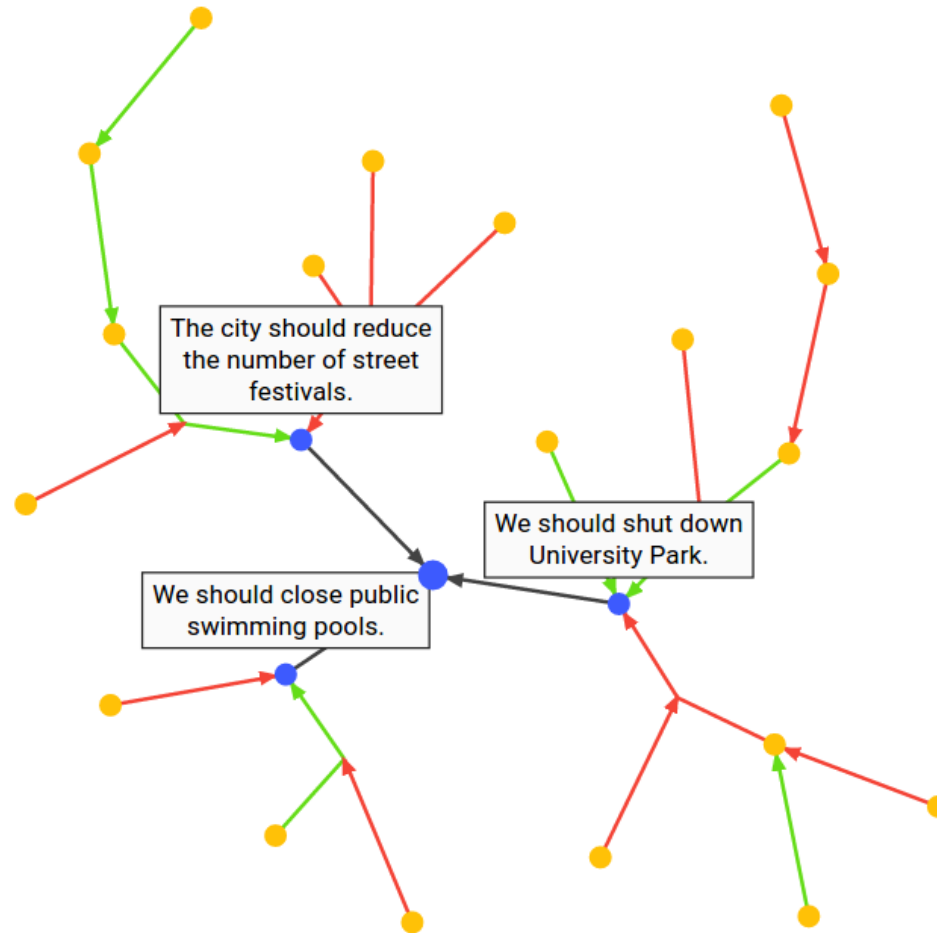 The city should reduce
the number of street
festivals.
We should shut down
University Park.
We should close public
swimming pools.